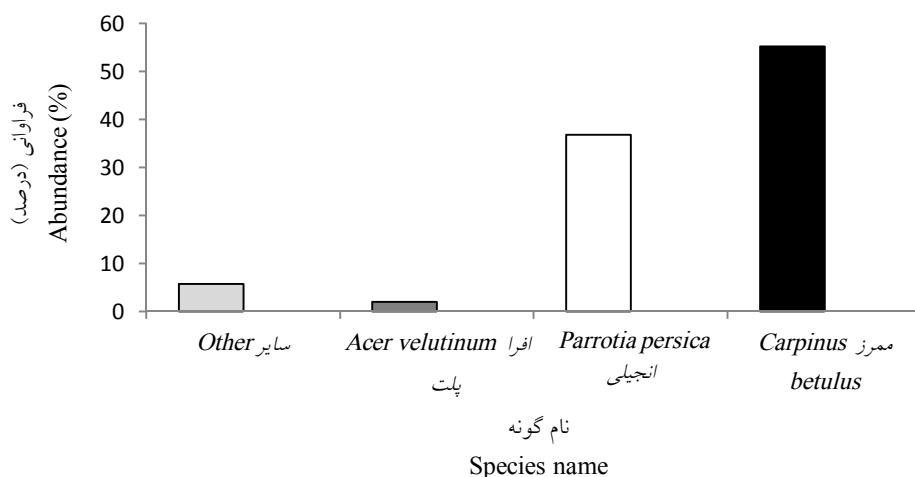 60
50
40
30
20
10
0
فراوانی (درصد)
Abundance (%)
Other سایر
Acer velutinum افرا
پلت
Parrotia persica
انجیلی
Carpinus ممرز
betulus
نام گونه
Species name